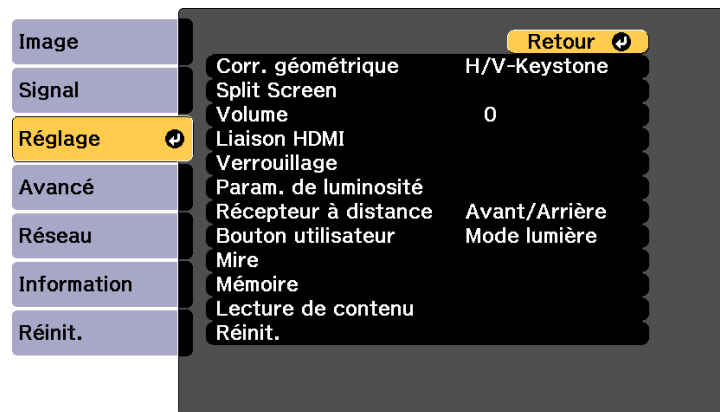 Image
Signal
Réglage
Avancé
Réseau
Information
Réinit.
Retour
Corr. géométrique H/V-Keystone
Split Screen
Volume 0
Liaison HDMI
Verrouillage
Param. de luminosité
Récepteur à distance Avant/Arrière
Bouton utilisateur Mode lumière
Mire
Mémoire
Lecture de contenu
Réinit.